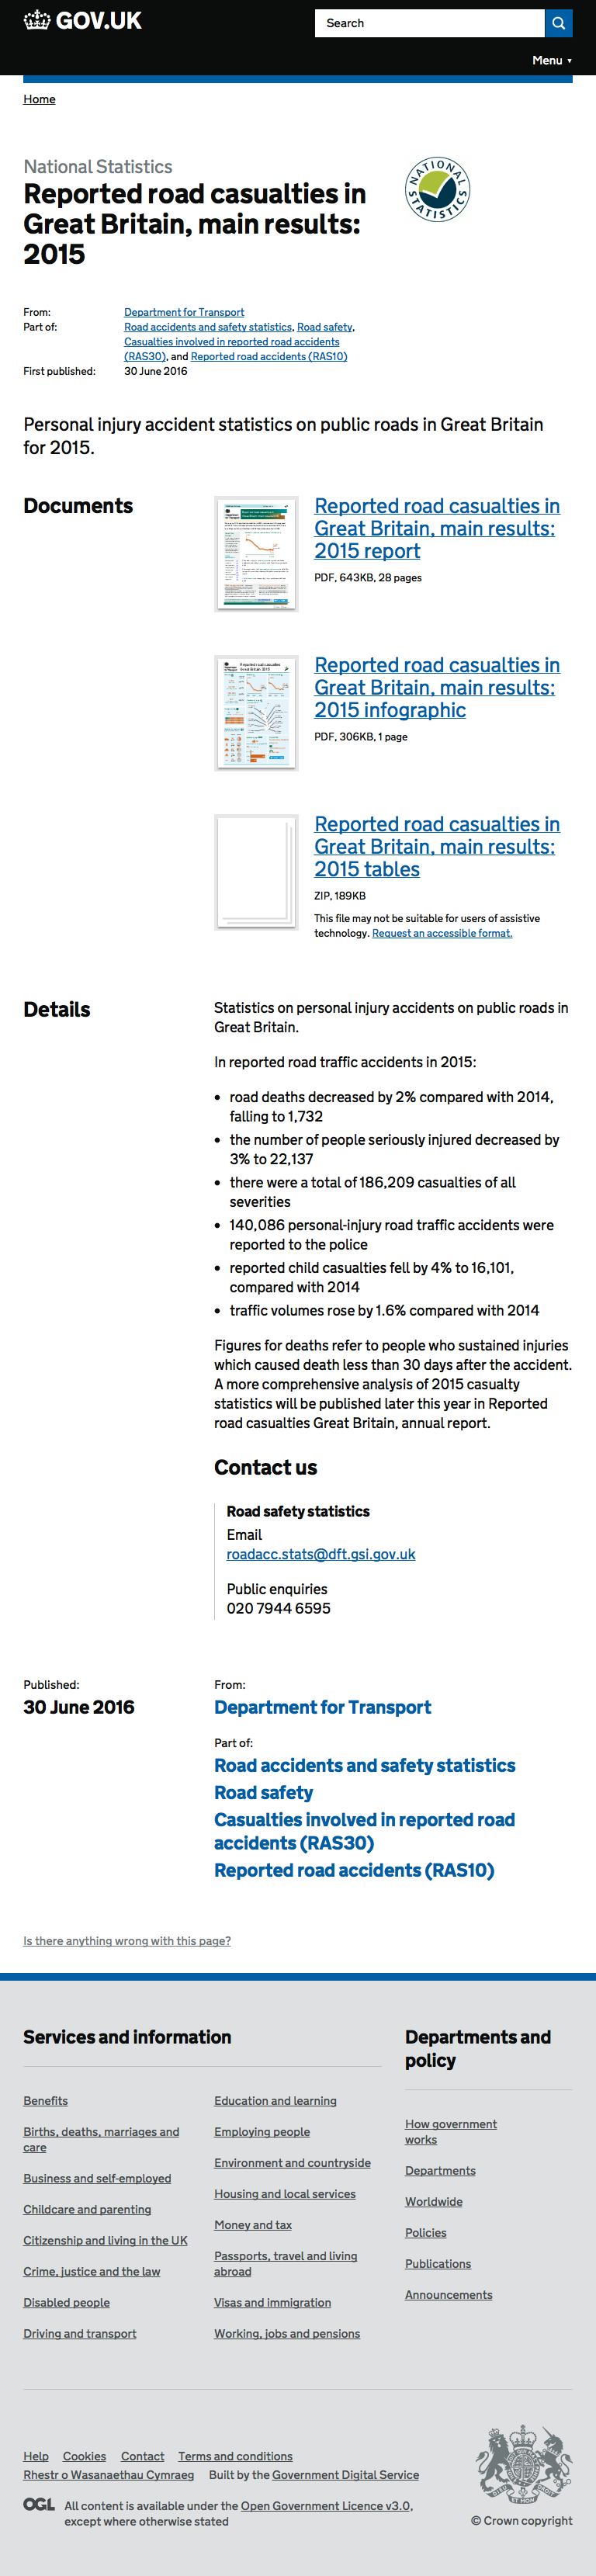 GOV.UK
Search
Menu ▼
Home
National Statistics
Reported road casualties in
Great Britain, main results:
2015
NATIONAL STATISTICS
From: Department for Transport
Part of: Road accidents and safety statistics, Road safety,
Casualties involved in reported road accidents
(RAS30), and Reported road accidents (RAS10)
First published: 30 June 2016
Personal injury accident statistics on public roads in Great Britain
for 2015.
Documents
Reported road casualties in
Great Britain, main results:
2015 report
PDF, 643KB, 28 pages
Reported road casualties
Great Britain 2015
Reported road casualties in
Great Britain, main results:
2015 infographic
PDF, 306KB, 1 page
Reported road casualties in
Great Britain, main results:
2015 tables
ZIP, 189KB
This file may not be suitable for users of assistive
technology. Request an accessible format.
Details
Statistics on personal injury accidents on public roads in
Great Britain.
In reported road traffic accidents in 2015:
• road deaths decreased by 2% compared with 2014,
falling to 1,732
• the number of people seriously injured decreased by
3% to 22,137
• there were a total of 186,209 casualties of all
severities
• 140,086 personal-injury road traffic accidents were
reported to the police
• reported child casualties fell by 4% to 16,101,
compared with 2014
• traffic volumes rose by 1.6% compared with 2014
Figures for deaths refer to people who sustained injuries
which caused death less than 30 days after the accident.
A more comprehensive analysis of 2015 casualty
statistics will be published later this year in Reported
road casualties Great Britain, annual report.
Contact us
Road safety statistics
Email
roadacc.stats@dft.gsi.gov.uk
Public enquiries
020 7944 6595
Published:
30 June 2016
From:
Department for Transport
Part of:
Road accidents and safety statistics
Road safety
Casualties involved in reported road
accidents (RAS30)
Reported road accidents (RAS10)
Is there anything wrong with this page?
Services and information
Benefits
Births, deaths, marriages and
care
Business and self-employed
Childcare and parenting
Citizenship and living in the UK
Crime, justice and the law
Disabled people
Driving and transport
Education and learning
Employing people
Environment and countryside
Housing and local services
Money and tax
Passports, travel and living
abroad
Visas and immigration
Working, jobs and pensions
Departments and
policy
How government
works
Departments
Worldwide
Policies
Publications
Announcements
Help Cookies Contact Terms and conditions
Rhestr o Wasanaethau Cymraeg Built by the Government Digital Service
OGL All content is available under the Open Government Licence v3.0,
except where otherwise stated
© Crown copyright